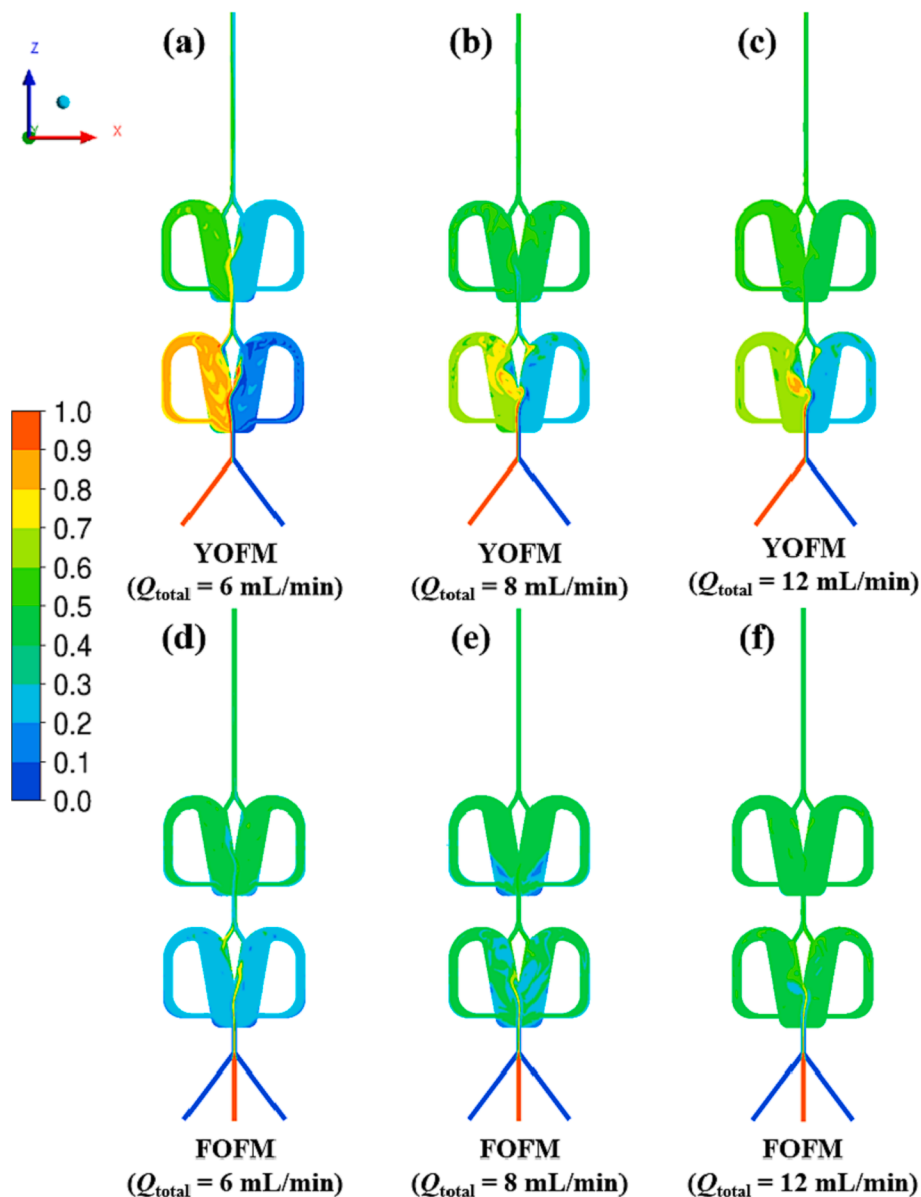 (a)
(b)
(c)
Z
Y
X
1.0
0.9
0.8
0.7
0.6
0.5
0.4
0.3
0.2
0.1
0.0
YOFM
(Qtotal = 6 mL/min)
YOFM
(Qtotal = 8 mL/min)
YOFM
(Qtotal = 12 mL/min)
(d)
(e)
(f)
FOFM
(Qtotal = 6 mL/min)
FOFM
(Qtotal = 8 mL/min)
FOFM
(Qtotal = 12 mL/min)